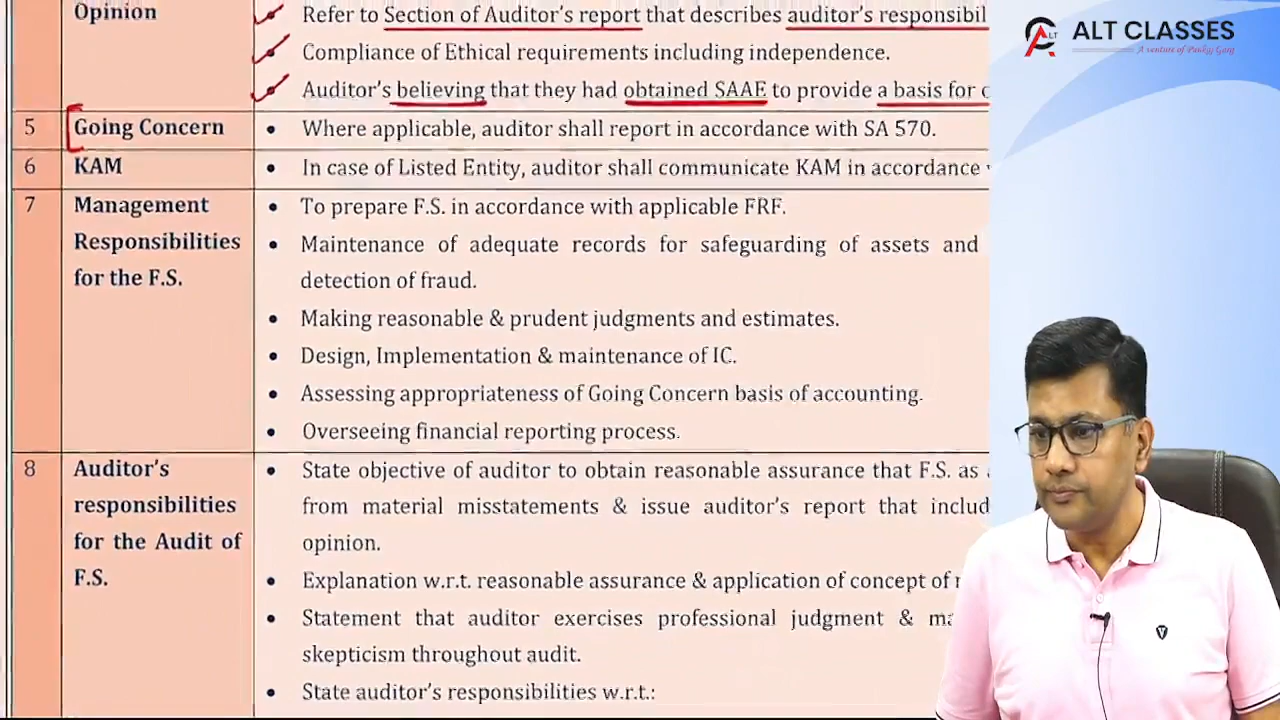 Opinion
Refer to Section of Auditor's report that describes auditor's
Compliance of Ethical requirements including independence.
Auditor's believing that they had obtained SAAE to provide a basis for
5 Going Concern
Where applicable, auditor shall report in accordance with SA 570.
6 KAM
In case of Listed Entity, auditor shall communicate KAM in accordance
7 Management
Responsibilities
for the F.S.
To prepare F.S. in accordance with applicable FRF.
Maintenance of adequate records for safeguarding of assets and
detection of fraud.
Making reasonable & prudent judgments and estimates.
Design, Implementation & maintenance of IC.
Assessing appropriateness of Going Concern basis of accounting.
Overseeing financial reporting process.
8 Auditor's
responsibilities
for the Audit of
F.S.
State objective of auditor to obtain reasonable assurance that F.S. as
from material misstatements & issue auditor's report that
opinion.
Explanation w.r.t. reasonable assurance & application of concept of
Statement that auditor exercises professional judgment &
skepticism throughout audit.
State auditor's responsibilities w.r.t.:
ALT
ALT CLASSES
A venture of Pankaj Garg